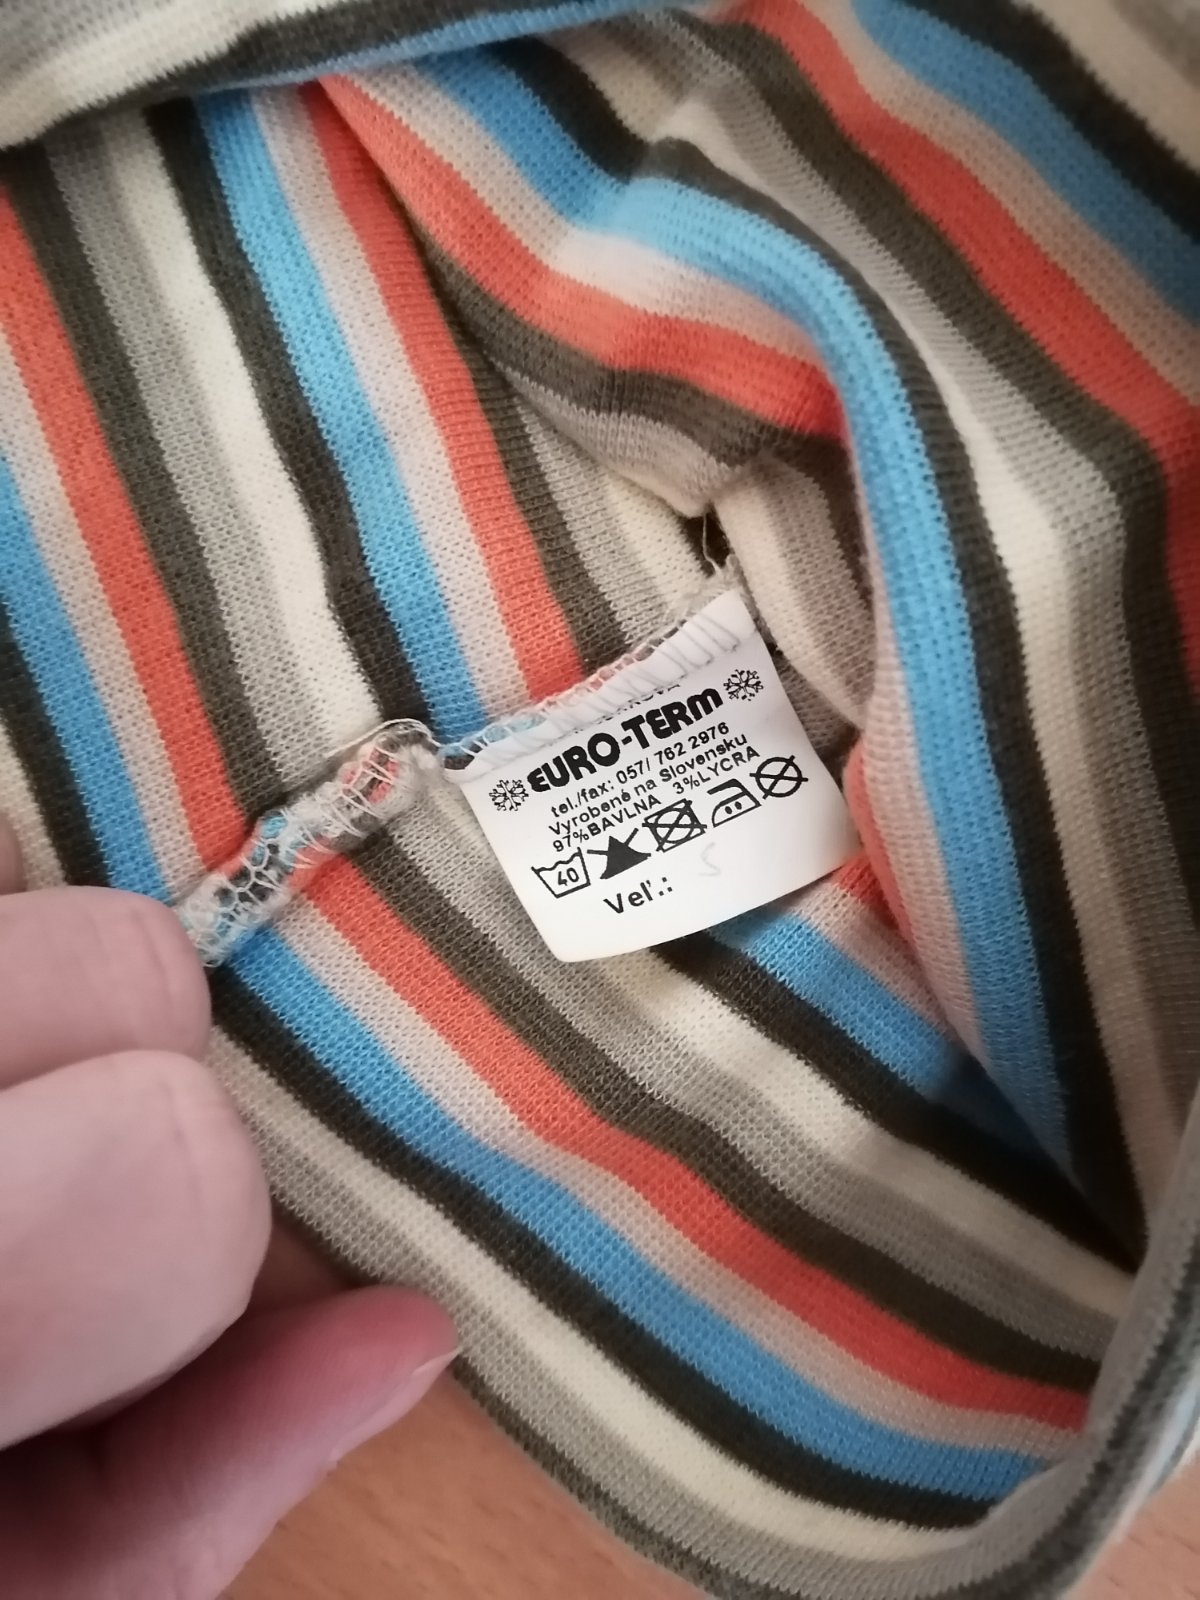 EURO-TERM
tel./fax: 057/ 762 2976
Vyrobené na Slovensku
97%BAVLNA 3%LYCRA
40
Veľ.: S